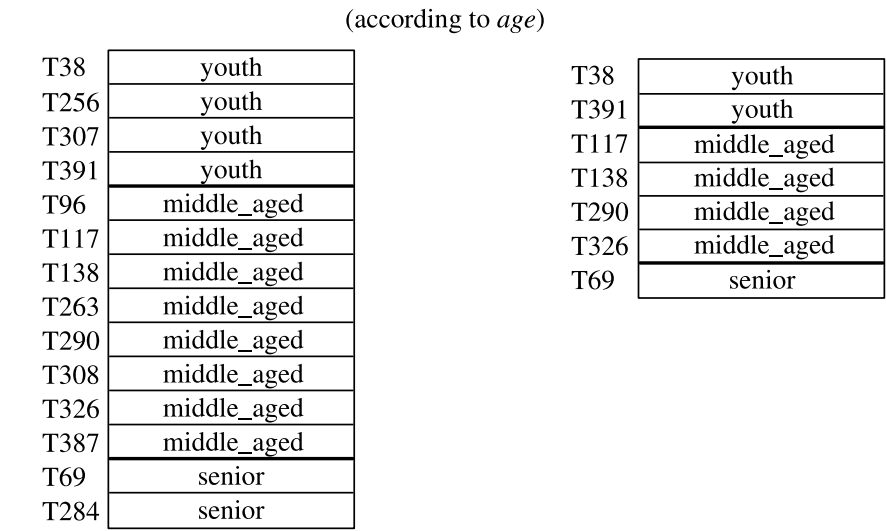 (according to age)
T38 youth
T256 youth
T307 youth
T391 youth
T96 middle_aged
T117 middle_aged
T138 middle_aged
T263 middle_aged
T290 middle_aged
T308 middle_aged
T326 middle_aged
T387 middle_aged
T69 senior
T284 senior
T38 youth
T391 youth
T117 middle_aged
T138 middle_aged
T290 middle_aged
T326 middle_aged
T69 senior